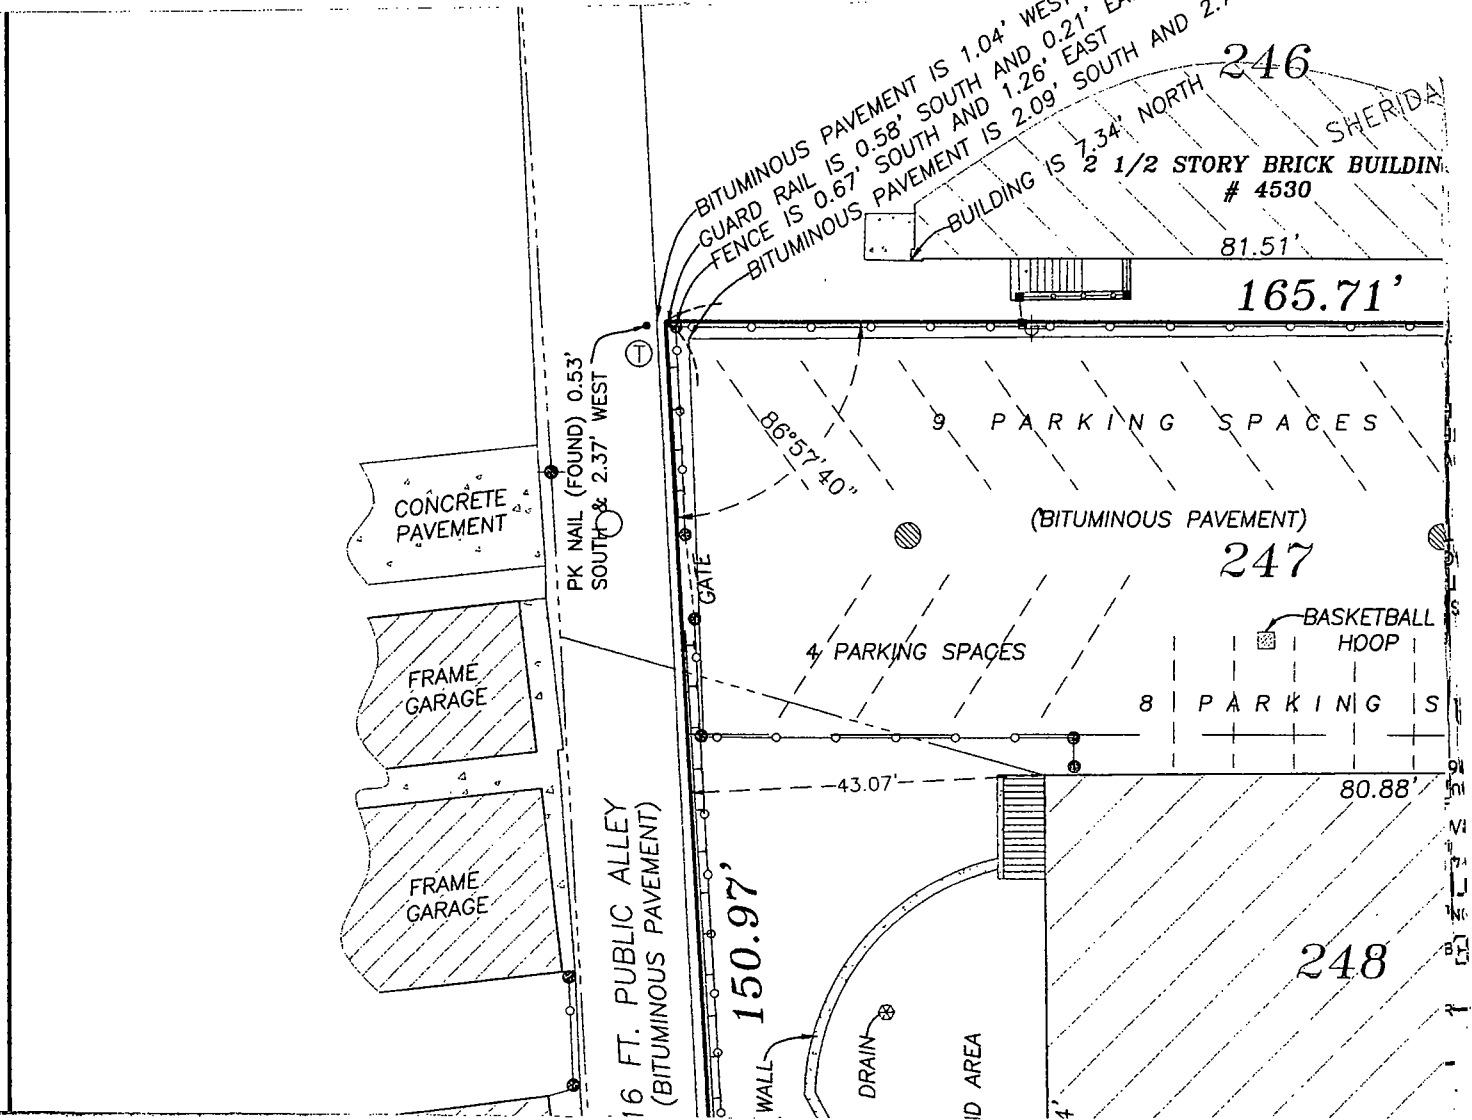 BITUMINOUS PAVEMENT IS 1.04' WEST
GUARD RAIL IS 0.58' SOUTH AND 0.21'
FENCE IS 0.67' SOUTH AND 1.26' EAST
BITUMINOUS PAVEMENT IS 2.09' SOUTH AND
246
SHERIDA
BUILDING IS 7.34' NORTH
2 1/2 STORY BRICK BUILDIN
# 4530
81.51'
165.71'
PK NAIL (FOUND) 0.53'
SOUTH & 2.37' WEST
T
86°57'40"
9 PARKING SPACES
CONCRETE
PAVEMENT
(BITUMINOUS PAVEMENT)
247
GATE
BASKETBALL
HOOP
4 PARKING SPACES
FRAME
GARAGE
8 PARKING S
43.07'
80.88'
FRAME
GARAGE
16 FT. PUBLIC ALLEY
(BITUMINOUS PAVEMENT)
150.97'
248
WALL
DRAIN
ND AREA
4'